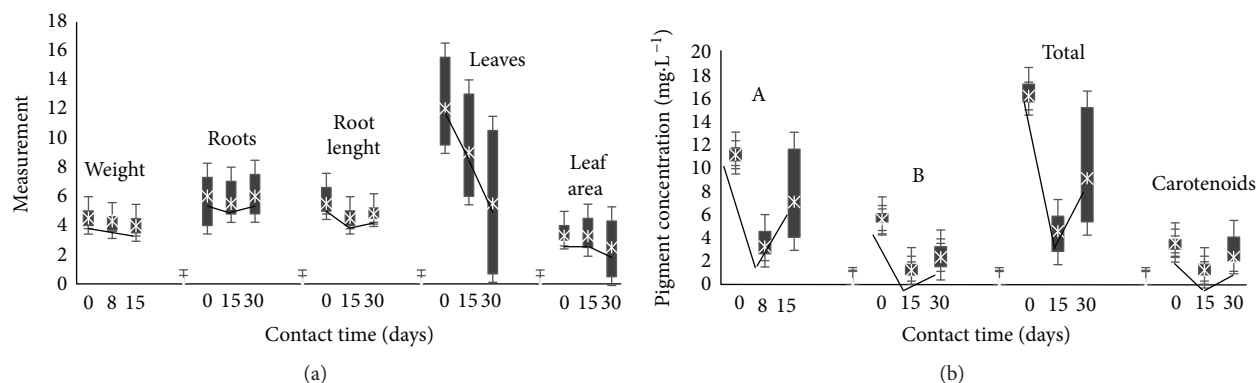 Measurement
18
16
14
12
10
8
6
4
2
0
Weight
Roots
Root
lenght
Leaves
Leaf
area
0 8 15 0 15 30 0 15 30 0 15 30 0 15 30
Contact time (days)
(a)
Pigment concentration (mg·L⁻¹)
20
18
16
14
12
10
8
6
4
2
0
A
B
Total
Carotenoids
0 8 15 0 15 30 0 15 30 0 15 30
Contact time (days)
(b)